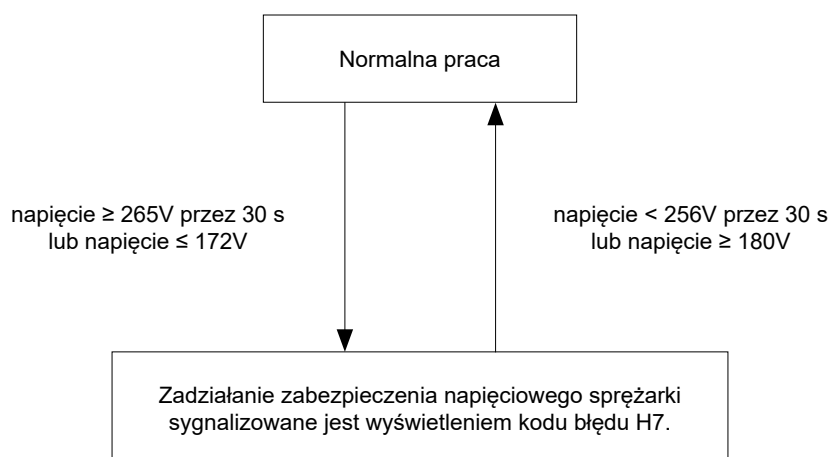 Normalna praca
napięcie ≥ 265V przez 30 s
lub napięcie ≤ 172V
napięcie < 256V przez 30 s
lub napięcie ≥ 180V
Zadziałanie zabezpieczenia napięciowego sprężarki
sygnalizowane jest wyświetleniem kodu błędu H7.